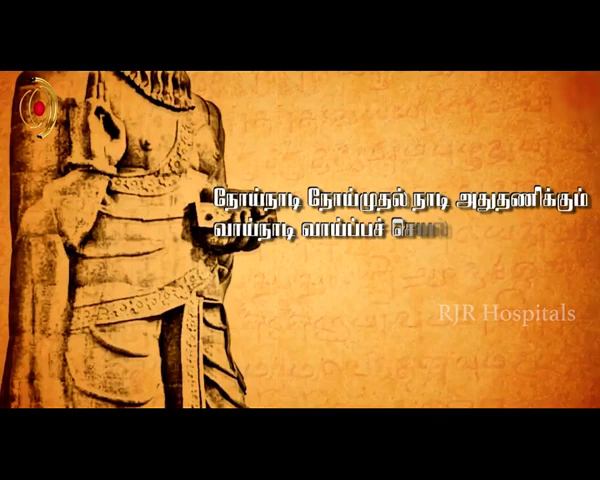 நோய்நாடி நோய்முதல் நாடி அதுதணிக்கும்
வாய்நாடி வாய்ப்பச்
RJR Hospitals